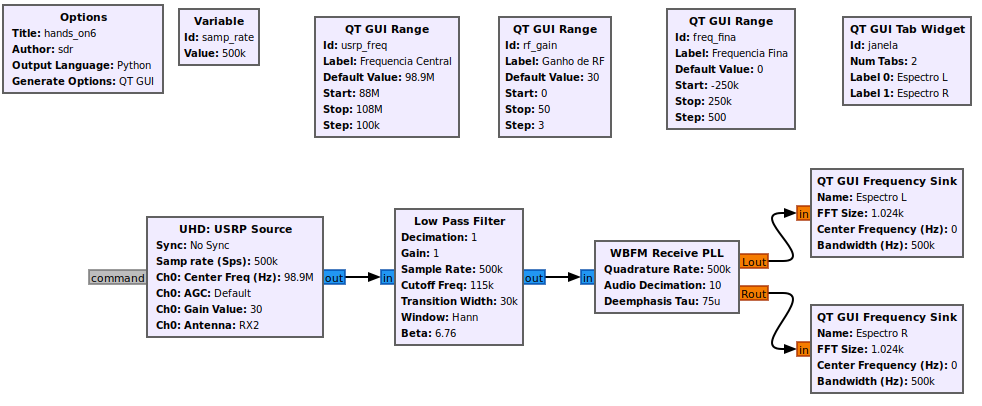 Options
Title: hands_on6
Author: sdr
Output Language: Python
Generate Options: QT GUI
Variable
Id: samp_rate
Value: 500k
QT GUI Range
Id: usrp_freq
Label: Frequencia Central
Default Value: 98.9M
Start: 88M
Stop: 108M
Step: 100k
QT GUI Range
Id: rf_gain
Label: Ganho de RF
Default Value: 30
Start: 0
Stop: 50
Step: 3
QT GUI Range
Id: freq_fina
Label: Frequencia Fina
Default Value: 0
Start: -250k
Stop: 250k
Step: 500
QT GUI Tab Widget
Id: janela
Num Tabs: 2
Label 0: Espectro L
Label 1: Espectro R
command
UHD: USRP Source
Sync: No Sync
Samp rate (Sps): 500k
Ch0: Center Freq (Hz): 98.9M
Ch0: AGC: Default
Ch0: Gain Value: 30
Ch0: Antenna: RX2
out
in
Low Pass Filter
Decimation: 1
Gain: 1
Sample Rate: 500k
Cutoff Freq: 115k
Transition Width: 30k
Window: Hann
Beta: 6.76
out
in
WBFM Receive PLL
Quadrature Rate: 500k
Audio Decimation: 10
Deemphasis Tau: 75u
Lout
Rout
in
QT GUI Frequency Sink
Name: Espectro L
FFT Size: 1.024k
Center Frequency (Hz): 0
Bandwidth (Hz): 500k
in
QT GUI Frequency Sink
Name: Espectro R
FFT Size: 1.024k
Center Frequency (Hz): 0
Bandwidth (Hz): 500k